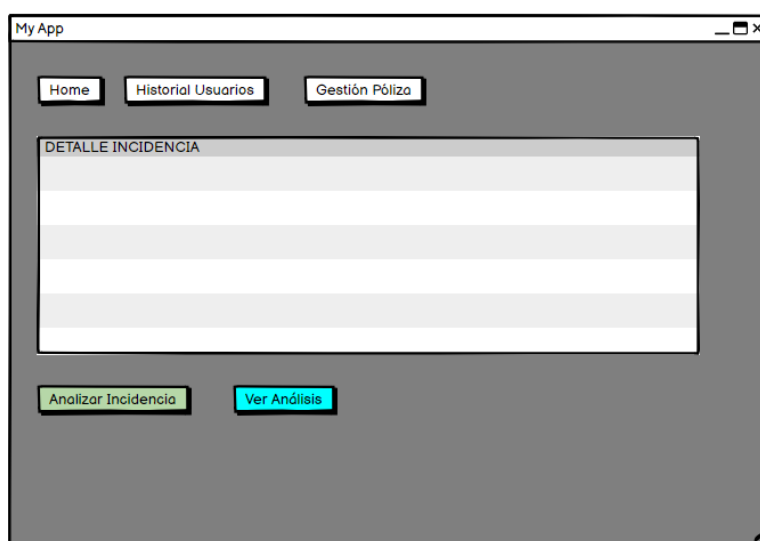 My App
Home Historial Usuarios Gestión Póliza
DETALLE INCIDENCIA
Analizar Incidencia Ver Análisis